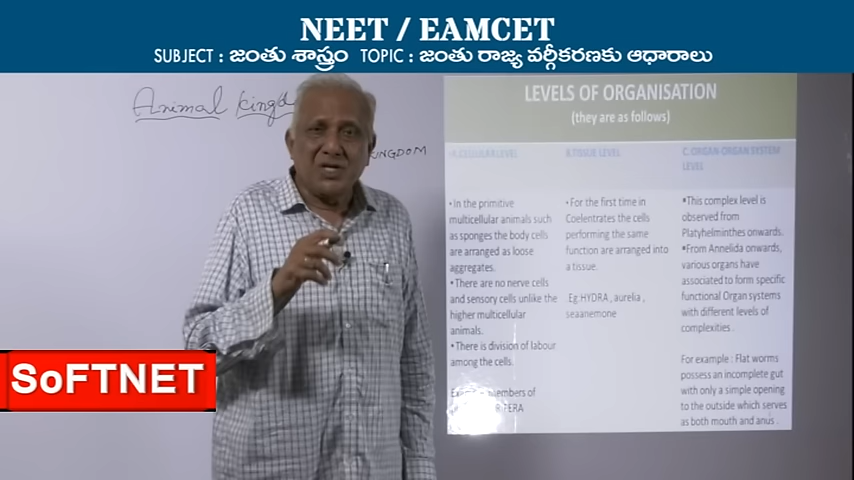 NEET / EAMCET
SUBJECT : జంతు శాస్త్రం TOPIC : జంతు రాజ్య వర్గీకరణకు ఆధారాలు
Animal
KINGDOM
SoFTNET
LEVELS OF ORGANISATION
(they are as follows)
A.CELLULAR LEVEL
• In the primitive
multicellular animals such
as sponges the body cells
are arranged as loose
aggregates.
• There are no nerve cells
and sensory cells unlike the
higher multicellular
animals.
• There is division of labour
among the cells.
members of
B.TISSUE LEVEL
• For the first time in
Coelentrates the cells
performing the same
function are arranged into
a tissue.
Eg.HYDRA , aurelia ,
seaanemone
C. ORGAN-ORGAN SYSTEM
LEVEL
▪This complex level is
observed from
Platyhelminthes onwards.
▪From Annelida onwards,
various organs have
associated to form specific
functional Organ systems
with different levels of
complexities .
For example : Flat worms
possess an incomplete gut
with only a simple opening
to the outside which serves
as both mouth and anus .